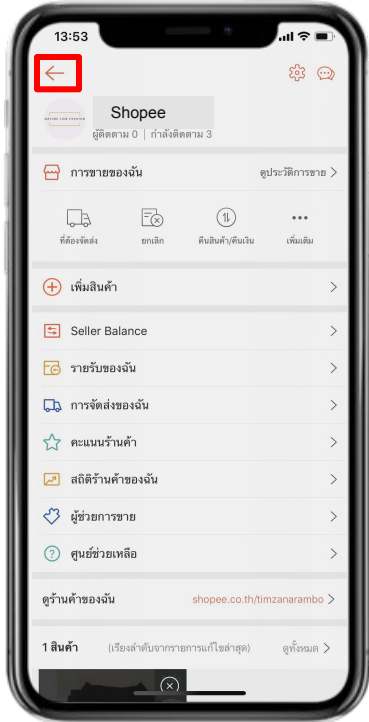 13:53
Shopee
ผู้ติดตาม 0 | กำลังติดตาม 3
การขายของฉัน ดูประวัติการขาย
ที่ต้องจัดส่ง ยกเลิก คืนสินค้า/คืนเงิน เพิ่มเติม
เพิ่มสินค้า
Seller Balance
รายรับของฉัน
การจัดส่งของฉัน
คะแนนร้านค้า
สถิติร้านค้าของฉัน
ผู้ช่วยการขาย
ศูนย์ช่วยเหลือ
ดูร้านค้าของฉัน shopee.co.th/timzanarambo
1 สินค้า (เรียงลำดับจากรายการแก้ไขล่าสุด) ดูทั้งหมด